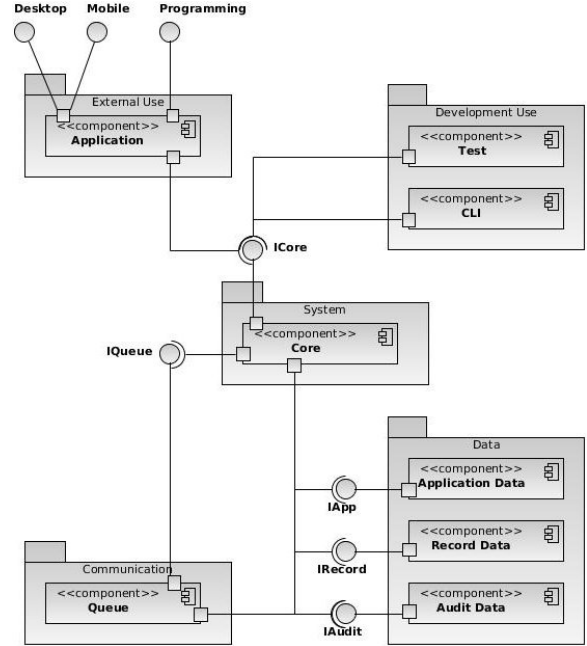 Desktop
Mobile
Programming
External Use
<<component>>
Application
Development Use
<<component>>
Test
<<component>>
CLI
ICore
System
<<component>>
Core
IQueue
Data
<<component>>
Application Data
IApp
<<component>>
Record Data
IRecord
Communication
<<component>>
Queue
<<component>>
Audit Data
IAudit